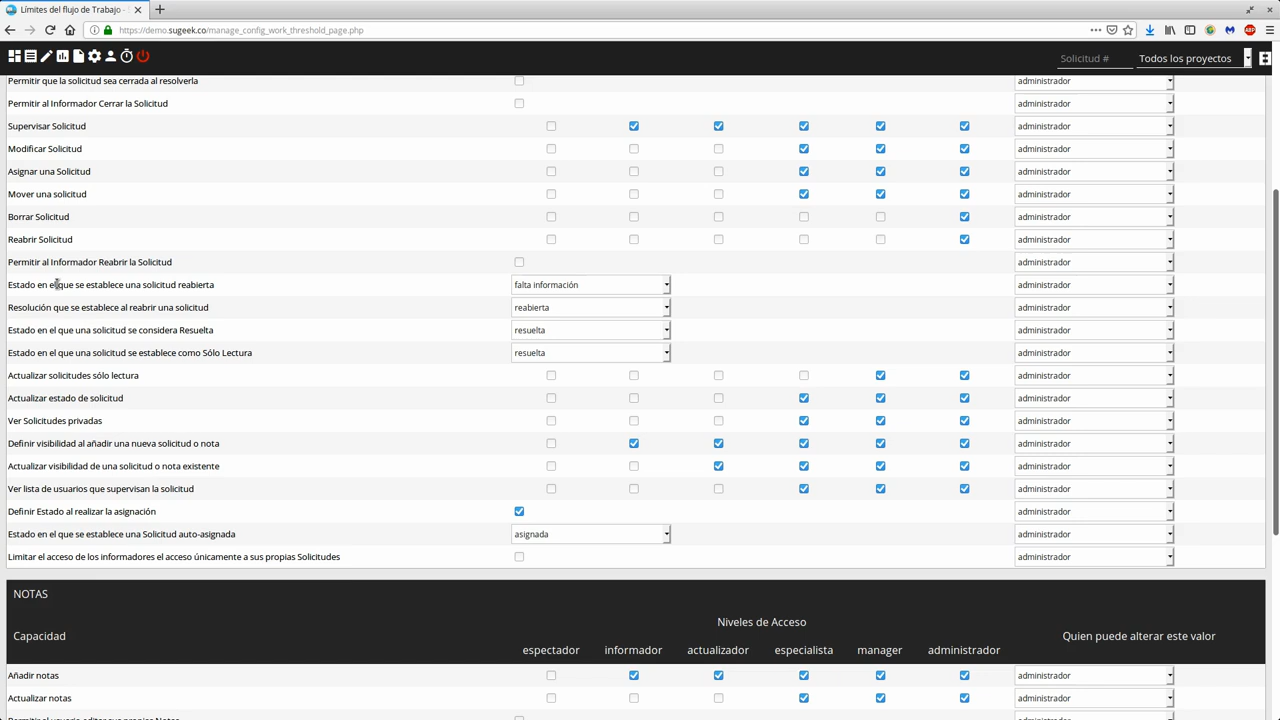 Límites del flujo de Trabajo -
https://demo.sugeek.co/manage_config_work_threshold_page.php
ABP
Solicitud #
Todos los proyectos
Permitir que la solicitud sea cerrada al resolverla administrador
Permitir al Informador Cerrar la Solicitud administrador
Supervisar Solicitud administrador
Modificar Solicitud administrador
Asignar una Solicitud administrador
Mover una solicitud administrador
Borrar Solicitud administrador
Reabrir Solicitud administrador
Permitir al Informador Reabrir la Solicitud administrador
Estado en el que se establece una solicitud reabierta falta información administrador
Resolución que se establece al reabrir una solicitud reabierta administrador
Estado en el que una solicitud se considera Resuelta resuelta administrador
Estado en el que una solicitud se establece como Sólo Lectura resuelta administrador
Actualizar solicitudes sólo lectura administrador
Actualizar estado de solicitud administrador
Ver Solicitudes privadas administrador
Definir visibilidad al añadir una nueva solicitud o nota administrador
Actualizar visibilidad de una solicitud o nota existente administrador
Ver lista de usuarios que supervisan la solicitud administrador
Definir Estado al realizar la asignación administrador
Estado en el que se establece una Solicitud auto-asignada asignada administrador
Limitar el acceso de los informadores el acceso únicamente a sus propias Solicitudes administrador
NOTAS
Niveles de Acceso
Capacidad Quien puede alterar este valor
espectador informador actualizador especialista manager administrador
Añadir notas administrador
Actualizar notas administrador